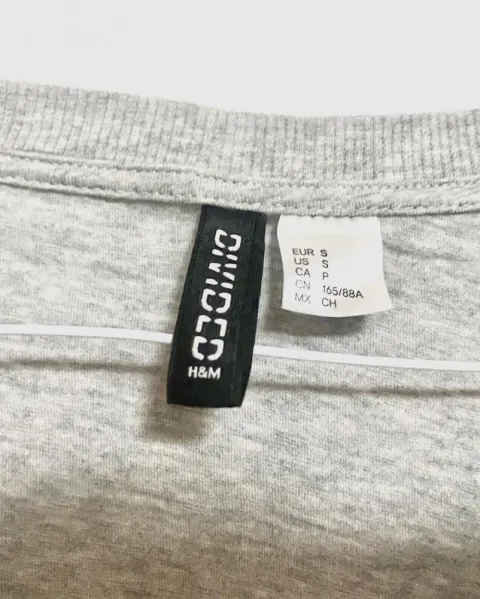 DIVIDED
H&M
EUR S
US S
CA P
CN 165/88A
MX CH